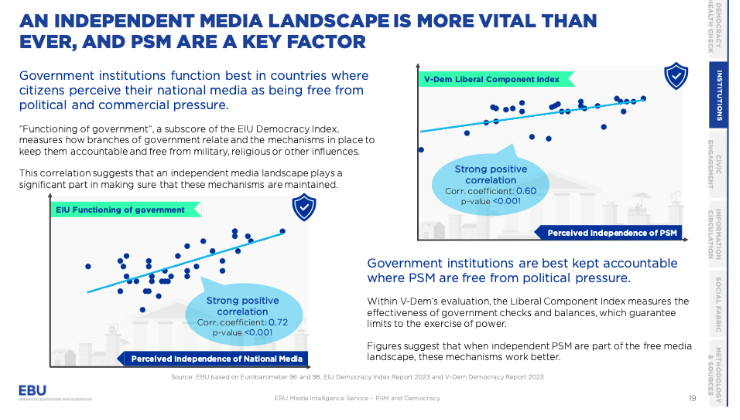 AN INDEPENDENT MEDIA LANDSCAPE IS MORE VITAL THAN
EVER, AND PSM ARE A KEY FACTOR
Government institutions function best in countries where
citizens perceive their national media as being free from
political and commercial pressure.
“Functioning of government”, a subscore of the EIU Democracy Index,
measures how branches of government relate and the mechanisms in place to
keep them accountable and free from military, religious or other influences.
This correlation suggests that an independent media landscape plays a
significant part in making sure that these mechanisms are maintained.
EIU Functioning of government
Strong positive
correlation
Corr. coefficient: 0.72
p-value <0.001
Perceived Independence of National Media
V-Dem Liberal Component Index
Strong positive
correlation
Corr. coefficient: 0.60
p-value <0.001
Perceived Independence of PSM
Government institutions are best kept accountable
where PSM are free from political pressure.
Within V-Dem’s evaluation, the Liberal Component Index measures the
effectiveness of government checks and balances, which guarantee
limits to the exercise of power.
Figures suggest that when independent PSM are part of the free media
landscape, these mechanisms work better.
Source: EBU based on Eurobarometer 96 and 98, EIU Democracy Index Report 2023 and V-Dem Democracy Report 2023
EBU
EBU Media Intelligence Service – PSM and Democracy
19
DEMOCRACY
HEALTH CHECK
INSTITUTIONS
CIVIC
ENGAGEMENT
INFORMATION
CIRCULATION
SOCIAL FABRIC
METHODOLOGY
& SOURCES